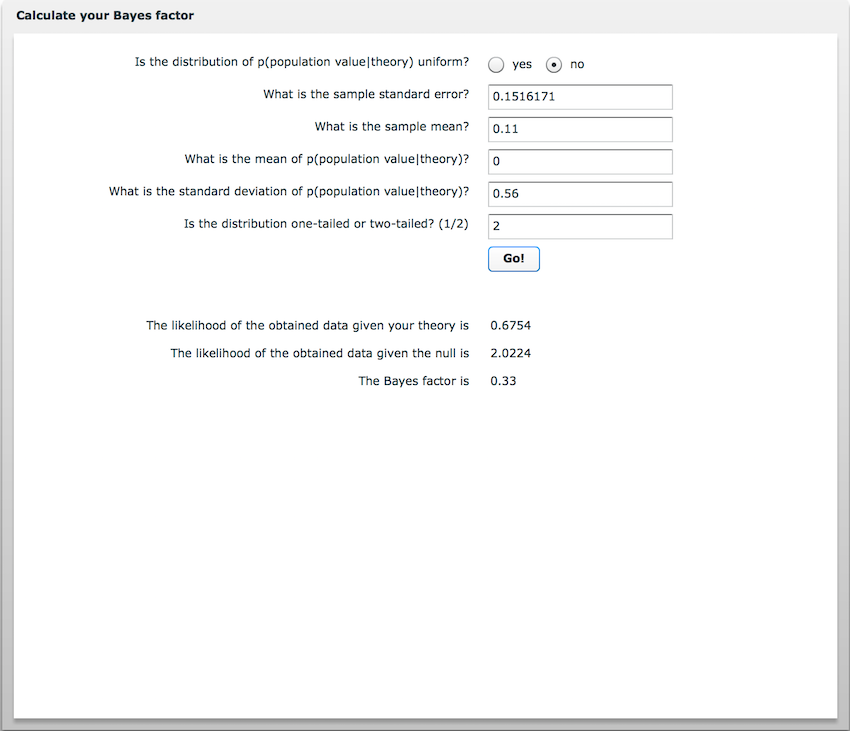 Calculate your Bayes factor
Is the distribution of p(population value|theory) uniform? yes no
What is the sample standard error? 0.1516171
What is the sample mean? 0.11
What is the mean of p(population value|theory)? 0
What is the standard deviation of p(population value|theory)? 0.56
Is the distribution one-tailed or two-tailed? (1/2) 2
Go!
The likelihood of the obtained data given your theory is 0.6754
The likelihood of the obtained data given the null is 2.0224
The Bayes factor is 0.33